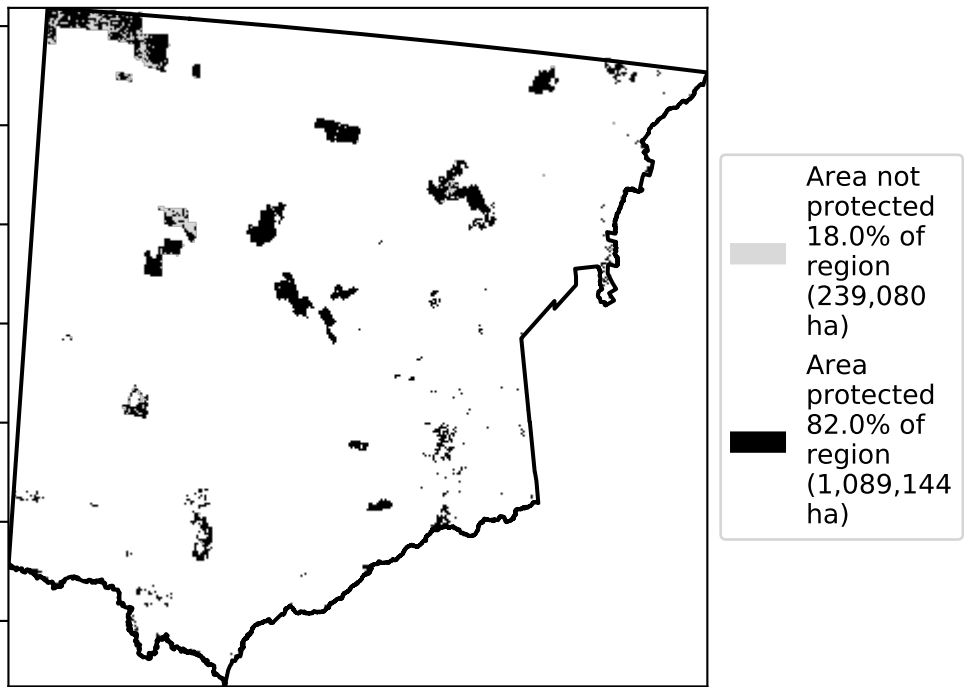 Area not
protected
18.0% of
region
(239,080
ha)
Area
protected
82.0% of
region
(1,089,144
ha)